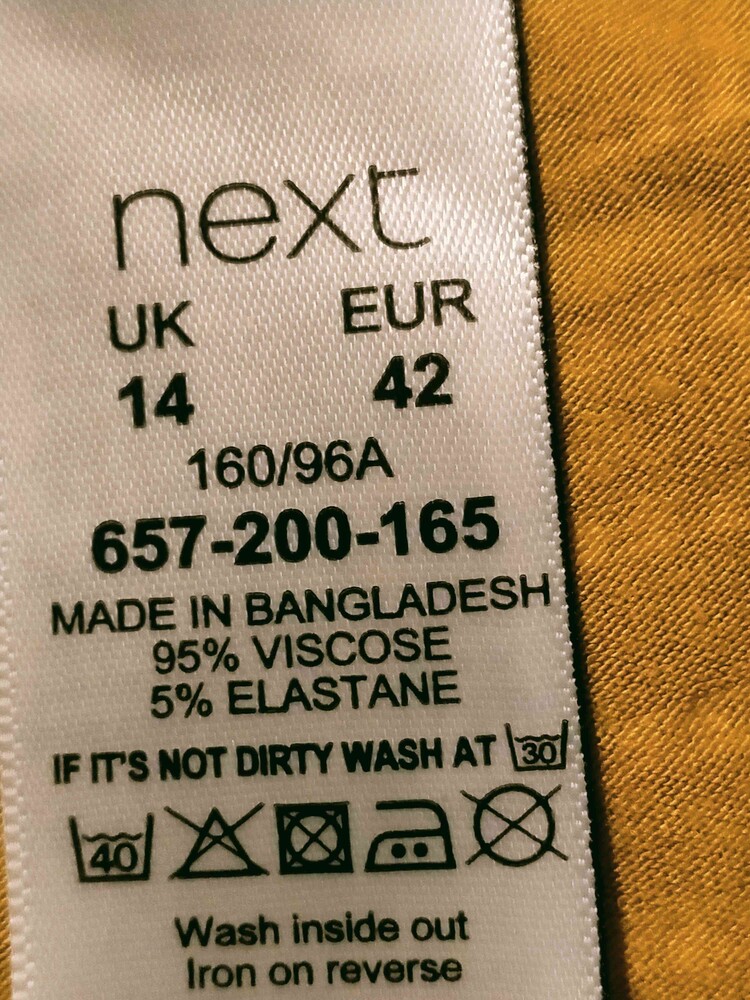 next
UK EUR
14 42
160/96A
657-200-165
MADE IN BANGLADESH
95% VISCOSE
5% ELASTANE
IF IT'S NOT DIRTY WASH AT 30
40
Wash inside out
Iron on reverse